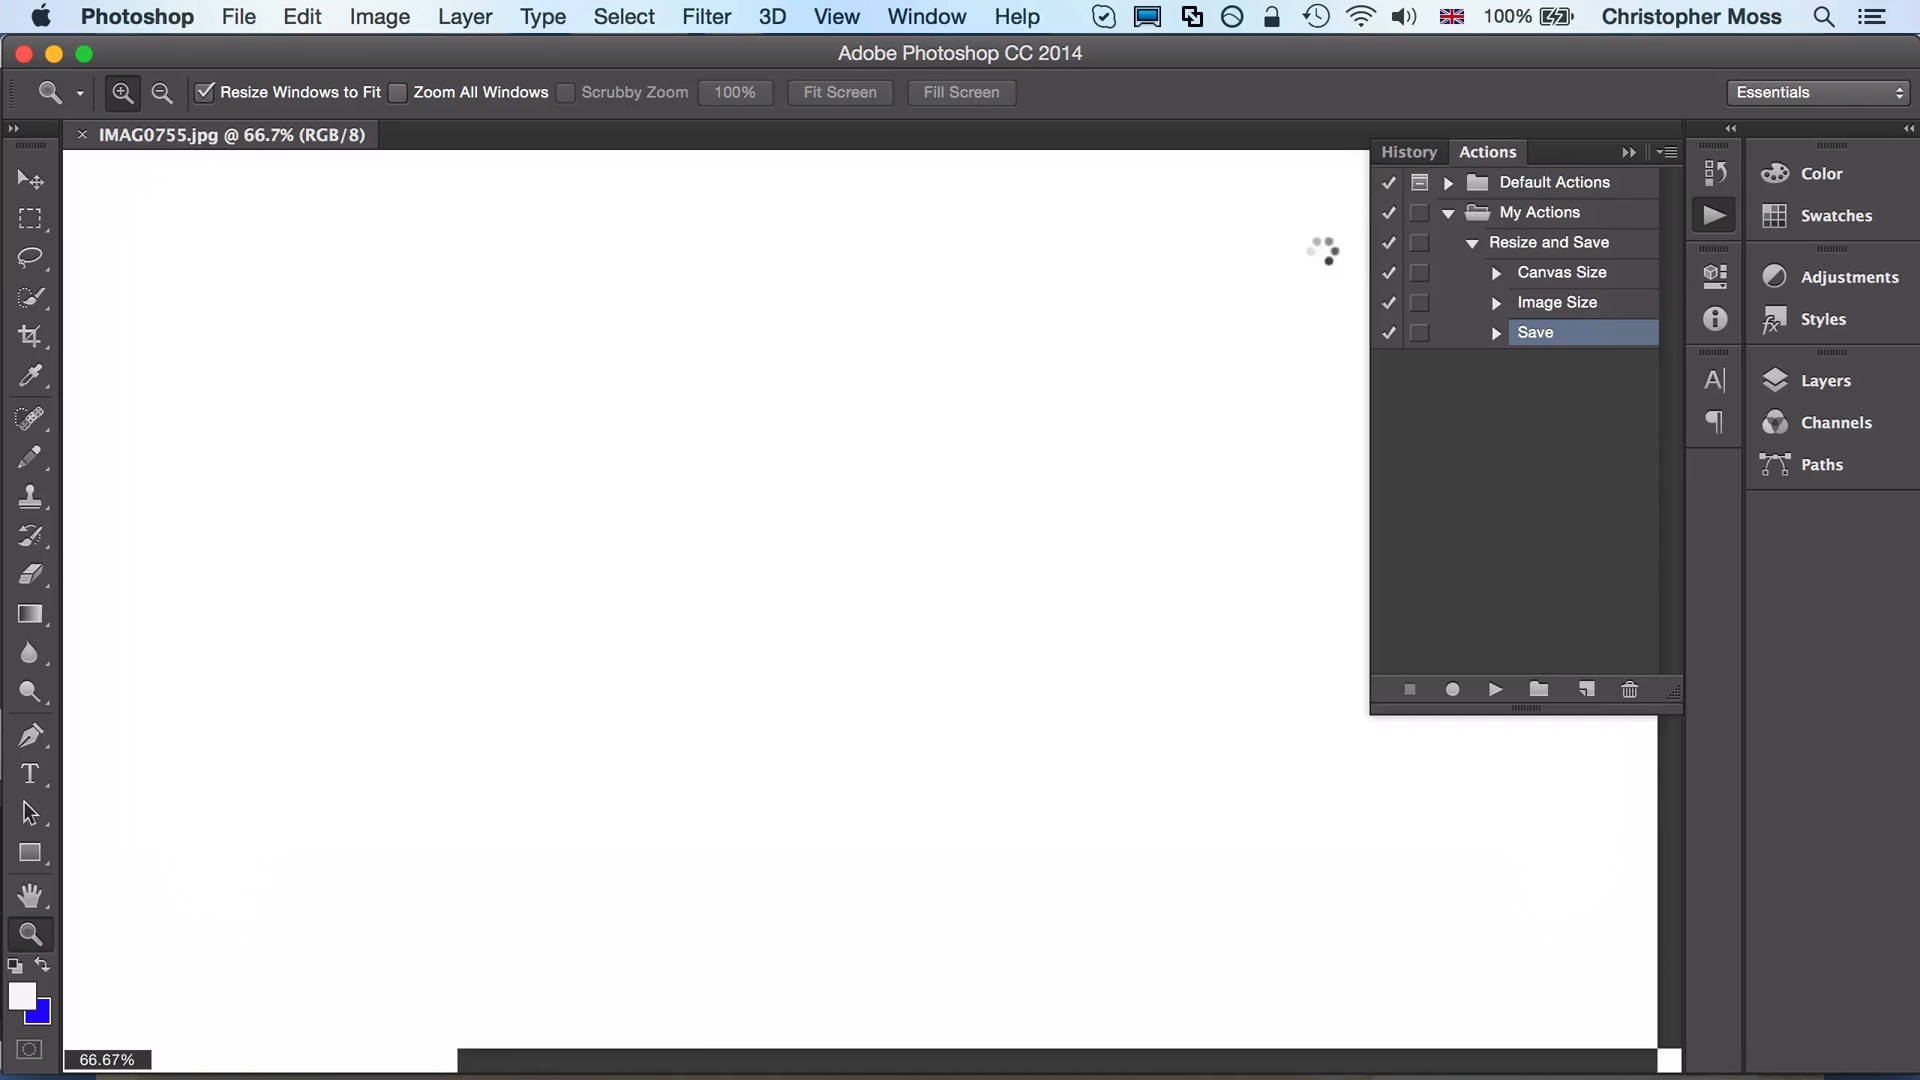 Photoshop File Edit Image Layer Type Select Filter 3D View Window Help 100% Christopher Moss
Adobe Photoshop CC 2014
Resize Windows to Fit Zoom All Windows Scrubby Zoom 100% Fit Screen Fill Screen Essentials
IMAG0755.jpg @ 66.7% (RGB/8)
History Actions
Default Actions
My Actions
Resize and Save
Canvas Size
Image Size
Save
Color
Swatches
Adjustments
Styles
Layers
Channels
Paths
66.67%